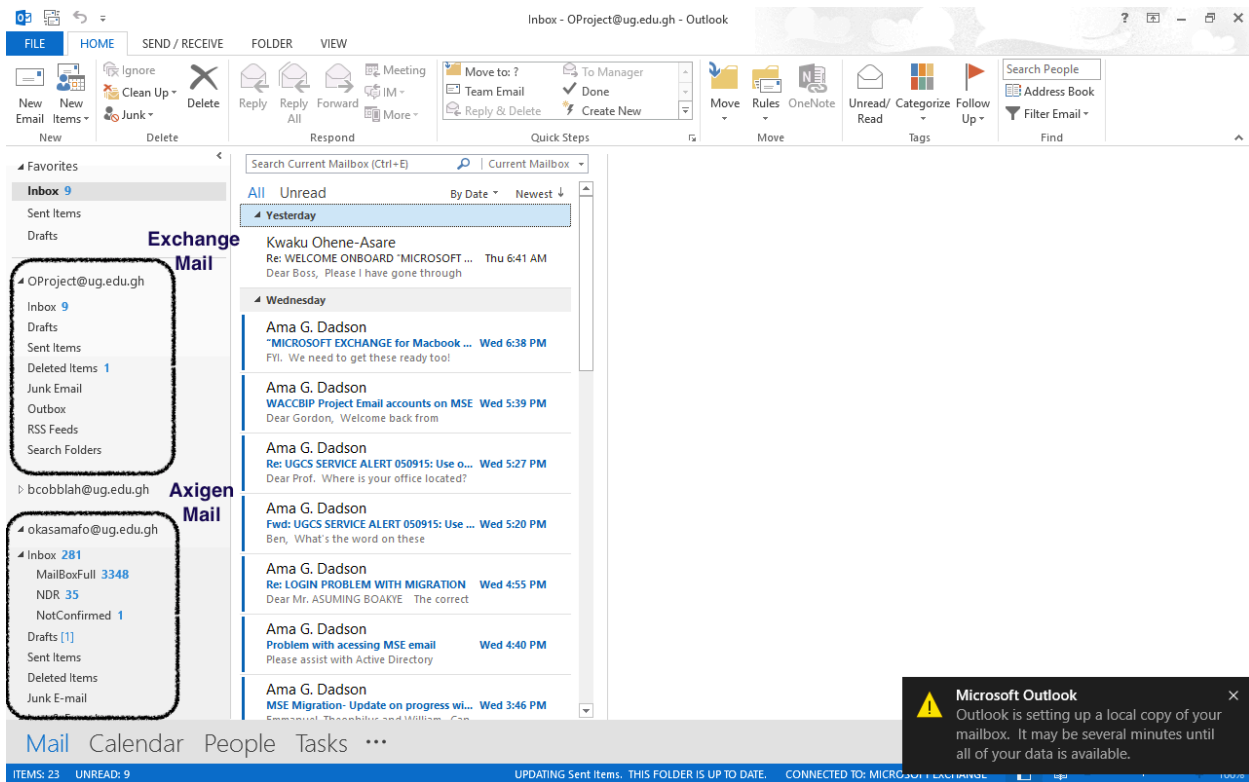 Inbox - OProject@ug.edu.gh - Outlook
FILE HOME SEND / RECEIVE FOLDER VIEW
New Email
New Items
New
Ignore
Clean Up
Junk
Delete
Delete
Reply
Reply All
Forward
Meeting
IM
More
Respond
Move to: ?
Team Email
Reply & Delete
To Manager
Done
Create New
Quick Steps
Move
Rules
OneNote
Move
Unread/ Read
Categorize
Follow Up
Tags
Search People
Address Book
Filter Email
Find
Favorites
Inbox 9
Sent Items
Drafts
Exchange
Mail
OProject@ug.edu.gh
Inbox 9
Drafts
Sent Items
Deleted Items 1
Junk Email
Outbox
RSS Feeds
Search Folders
bcobblah@ug.edu.gh
Axigen
Mail
okasamafo@ug.edu.gh
Inbox 281
MailBoxFull 3348
NDR 35
NotConfirmed 1
Drafts [1]
Sent Items
Deleted Items
Junk E-mail
Search Current Mailbox (Ctrl+E) Current Mailbox
All Unread By Date Newest
Yesterday
Kwaku Ohene-Asare
Re: WELCOME ONBOARD "MICROSOFT ... Thu 6:41 AM
Dear Boss, Please I have gone through
Wednesday
Ama G. Dadson
"MICROSOFT EXCHANGE for Macbook ... Wed 6:38 PM
FYI. We need to get these ready too!
Ama G. Dadson
WACCBIP Project Email accounts on MSE Wed 5:39 PM
Dear Gordon, Welcome back from
Ama G. Dadson
Re: UGCS SERVICE ALERT 050915: Use o... Wed 5:27 PM
Dear Prof. Where is your office located?
Ama G. Dadson
Fwd: UGCS SERVICE ALERT 050915: Use ... Wed 5:20 PM
Ben, What's the word on these
Ama G. Dadson
Re: LOGIN PROBLEM WITH MIGRATION Wed 4:55 PM
Dear Mr. ASUMING BOAKYE The correct
Ama G. Dadson
Problem with acessing MSE email Wed 4:40 PM
Please assist with Active Directory
Ama G. Dadson
MSE Migration- Update on progress wi... Wed 3:46 PM
Emmanuel, Theophilus and William, Can
Microsoft Outlook
Outlook is setting up a local copy of your
mailbox. It may be several minutes until
all of your data is available.
Mail Calendar People Tasks ···
ITEMS: 23 UNREAD: 9 UPDATING Sent Items. THIS FOLDER IS UP TO DATE. CONNECTED TO: MICROSOFT EXCHANGE 100%